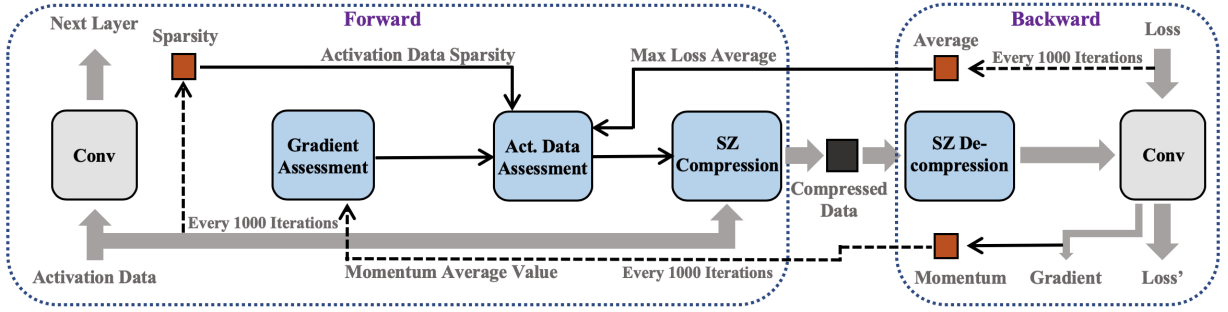 Forward
Backward
Next Layer
Sparsity
Activation Data Sparsity
Max Loss Average
Average
Every 1000 Iterations
Loss
Conv
Gradient
Assessment
Act. Data
Assessment
SZ
Compression
Compressed
Data
SZ De-
compression
Conv
Every 1000 Iterations
Activation Data
Momentum Average Value
Every 1000 Iterations
Momentum
Gradient
Loss'